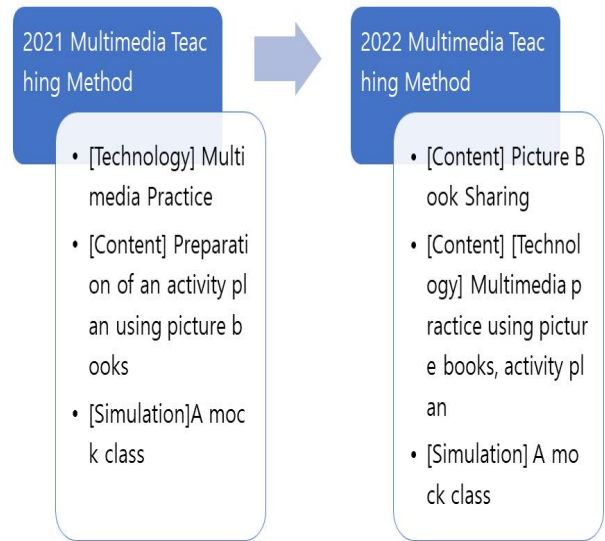 2021 Multimedia Teac
hing Method
• [Technology] Multi
media Practice
• [Content] Preparati
on of an activity pl
an using picture b
ooks
• [Simulation]A moc
k class
2022 Multimedia Teac
hing Method
• [Content] Picture B
ook Sharing
• [Content] [Technol
ogy] Multimedia p
ractice using pictur
e books, activity pl
an
• [Simulation] A mo
ck class